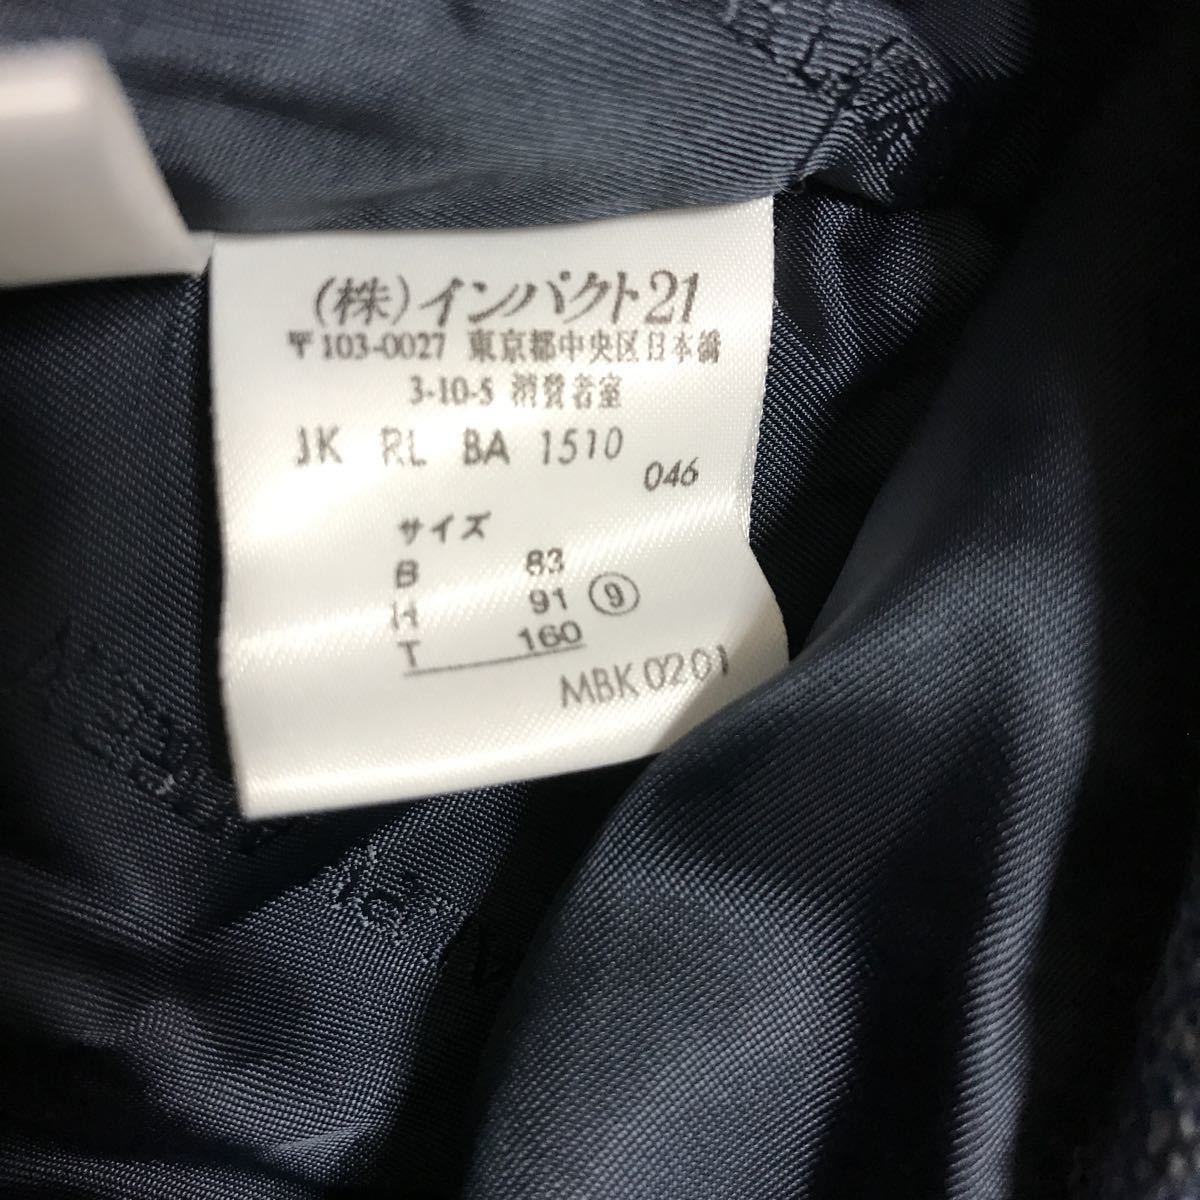 (株)インパクト21
〒103-0027 東京都中央区日本橋
3-10-5 消費者室
JK RL BA 1510
046
サイズ
B 83
H 91 ⑨
T 160
MBK0201